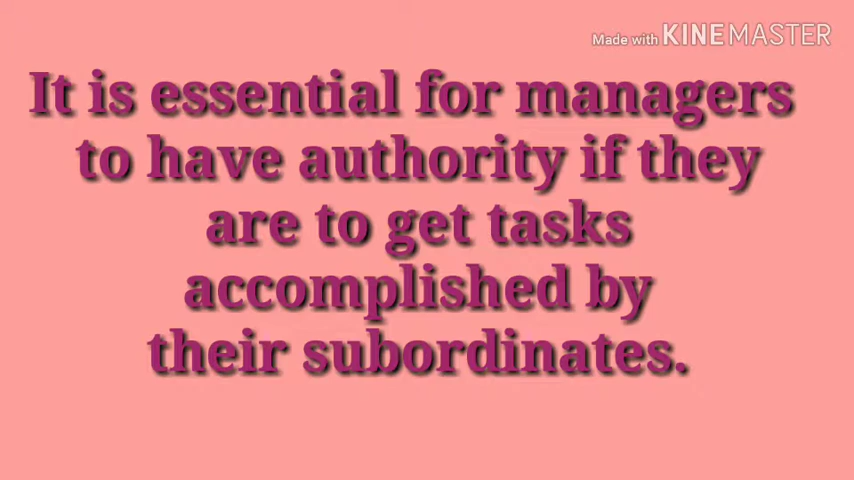 Made with KINEMASTER
It is essential for managers
to have authority if they
are to get tasks
accomplished by
their subordinates.